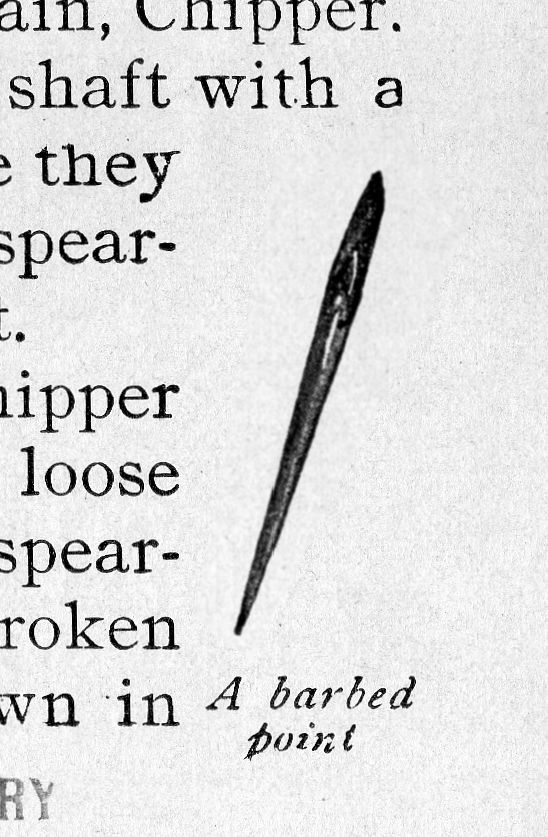 ain, Chipper.
shaft with a
e they
spear-
t.
hipper
loose
spear-
roken
wn in
A barbed
point
RY